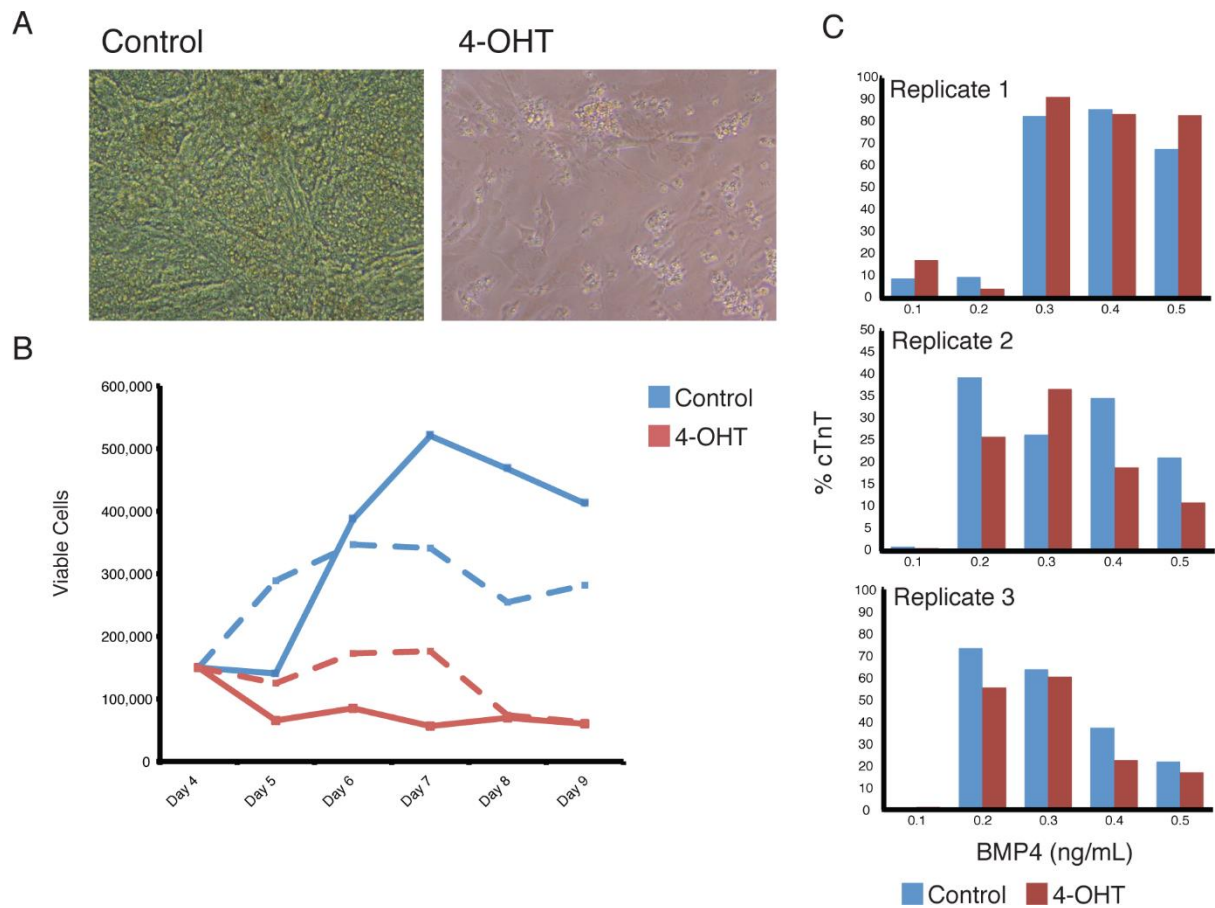 A
Control
4-OHT
B
600,000
500,000
400,000
300,000
200,000
100,000
0
Viable Cells
Day 4
Day 5
Day 6
Day 7
Day 8
Day 9
Control
4-OHT
C
Replicate 1
100
90
80
70
60
50
40
30
20
10
0
0.1 0.2 0.3 0.4 0.5
Replicate 2
50
45
40
35
30
25
20
15
10
5
0
0.1 0.2 0.3 0.4 0.5
% cTnT
Replicate 3
100
90
80
70
60
50
40
30
20
10
0
0.1 0.2 0.3 0.4 0.5
BMP4 (ng/mL)
Control 4-OHT